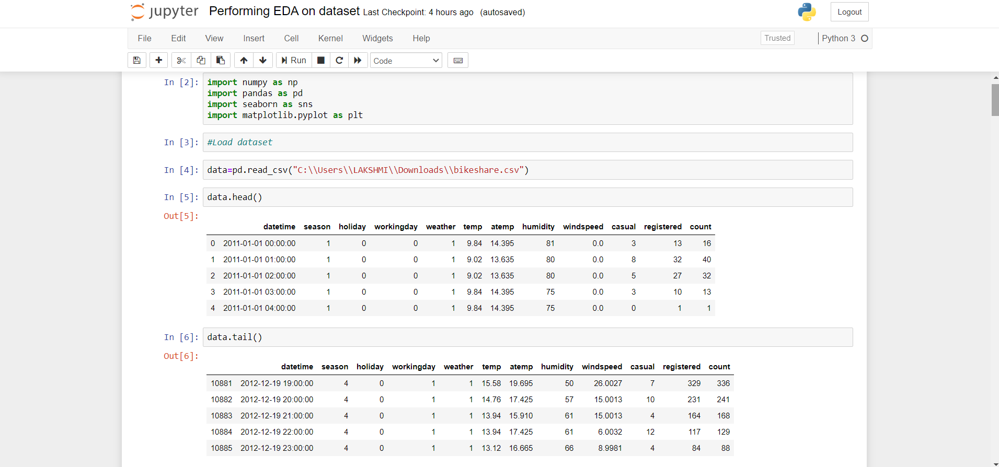 jupyter Performing EDA on dataset Last Checkpoint: 4 hours ago (autosaved) Logout
File Edit View Insert Cell Kernel Widgets Help Trusted Python 3
Run Code
In [2]: import numpy as np
import pandas as pd
import seaborn as sns
import matplotlib.pyplot as plt
In [3]: #Load dataset
In [4]: data=pd.read_csv("C:\\Users\\LAKSHMI\\Downloads\\bikeshare.csv")
In [5]: data.head()
Out[5]:
datetime season holiday workingday weather temp atemp humidity windspeed casual registered count
0 2011-01-01 00:00:00 1 0 0 1 9.84 14.395 81 0.0 3 13 16
1 2011-01-01 01:00:00 1 0 0 1 9.02 13.635 80 0.0 8 32 40
2 2011-01-01 02:00:00 1 0 0 1 9.02 13.635 80 0.0 5 27 32
3 2011-01-01 03:00:00 1 0 0 1 9.84 14.395 75 0.0 3 10 13
4 2011-01-01 04:00:00 1 0 0 1 9.84 14.395 75 0.0 0 1 1
In [6]: data.tail()
Out[6]:
datetime season holiday workingday weather temp atemp humidity windspeed casual registered count
10881 2012-12-19 19:00:00 4 0 1 1 15.58 19.695 50 26.0027 7 329 336
10882 2012-12-19 20:00:00 4 0 1 1 14.76 17.425 57 15.0013 10 231 241
10883 2012-12-19 21:00:00 4 0 1 1 13.94 15.910 61 15.0013 4 164 168
10884 2012-12-19 22:00:00 4 0 1 1 13.94 17.425 61 6.0032 12 117 129
10885 2012-12-19 23:00:00 4 0 1 1 13.12 16.665 66 8.9981 4 84 88